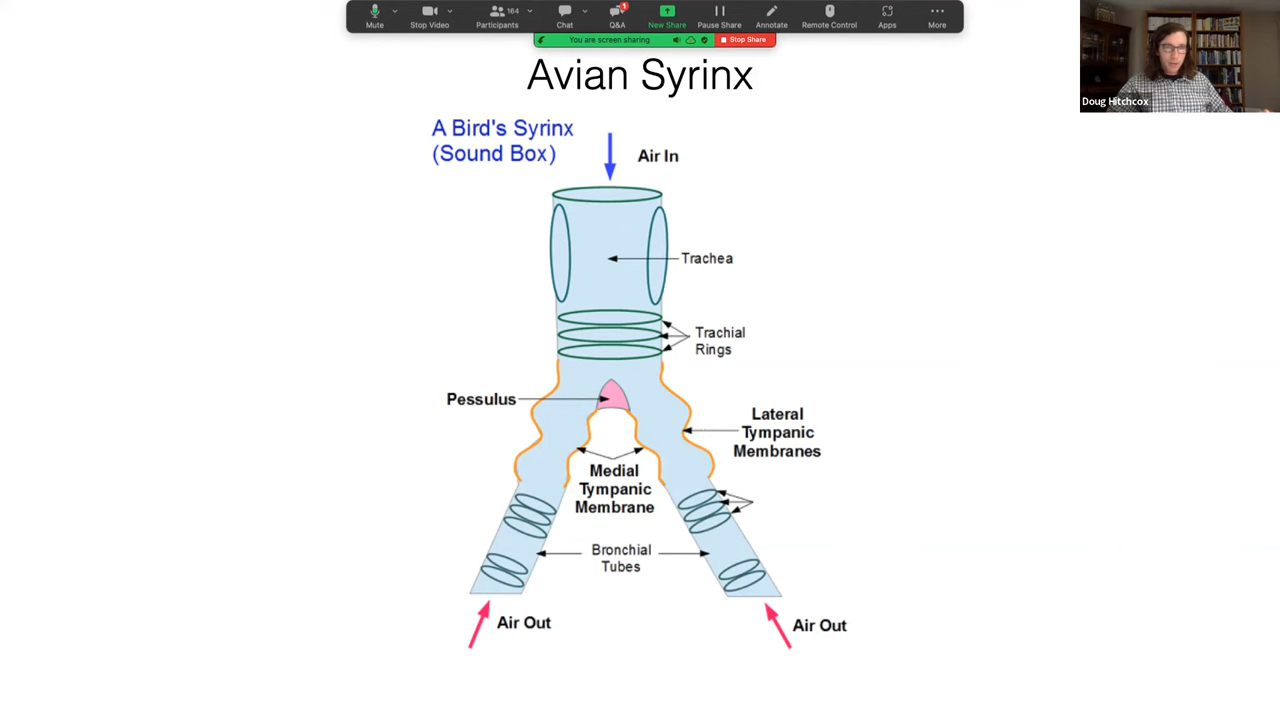 Mute
Stop Video
Participants
164
Chat
Q&A
1
New Share
Pause Share
Annotate
Remote Control
Apps
More
You are screen sharing
Stop Share
Doug Hitchcox
Avian Syrinx
A Bird's Syrinx
(Sound Box)
Air In
Trachea
Trachial
Rings
Pessulus
Lateral
Tympanic
Membranes
Medial
Tympanic
Membrane
Bronchial
Tubes
Air Out
Air Out